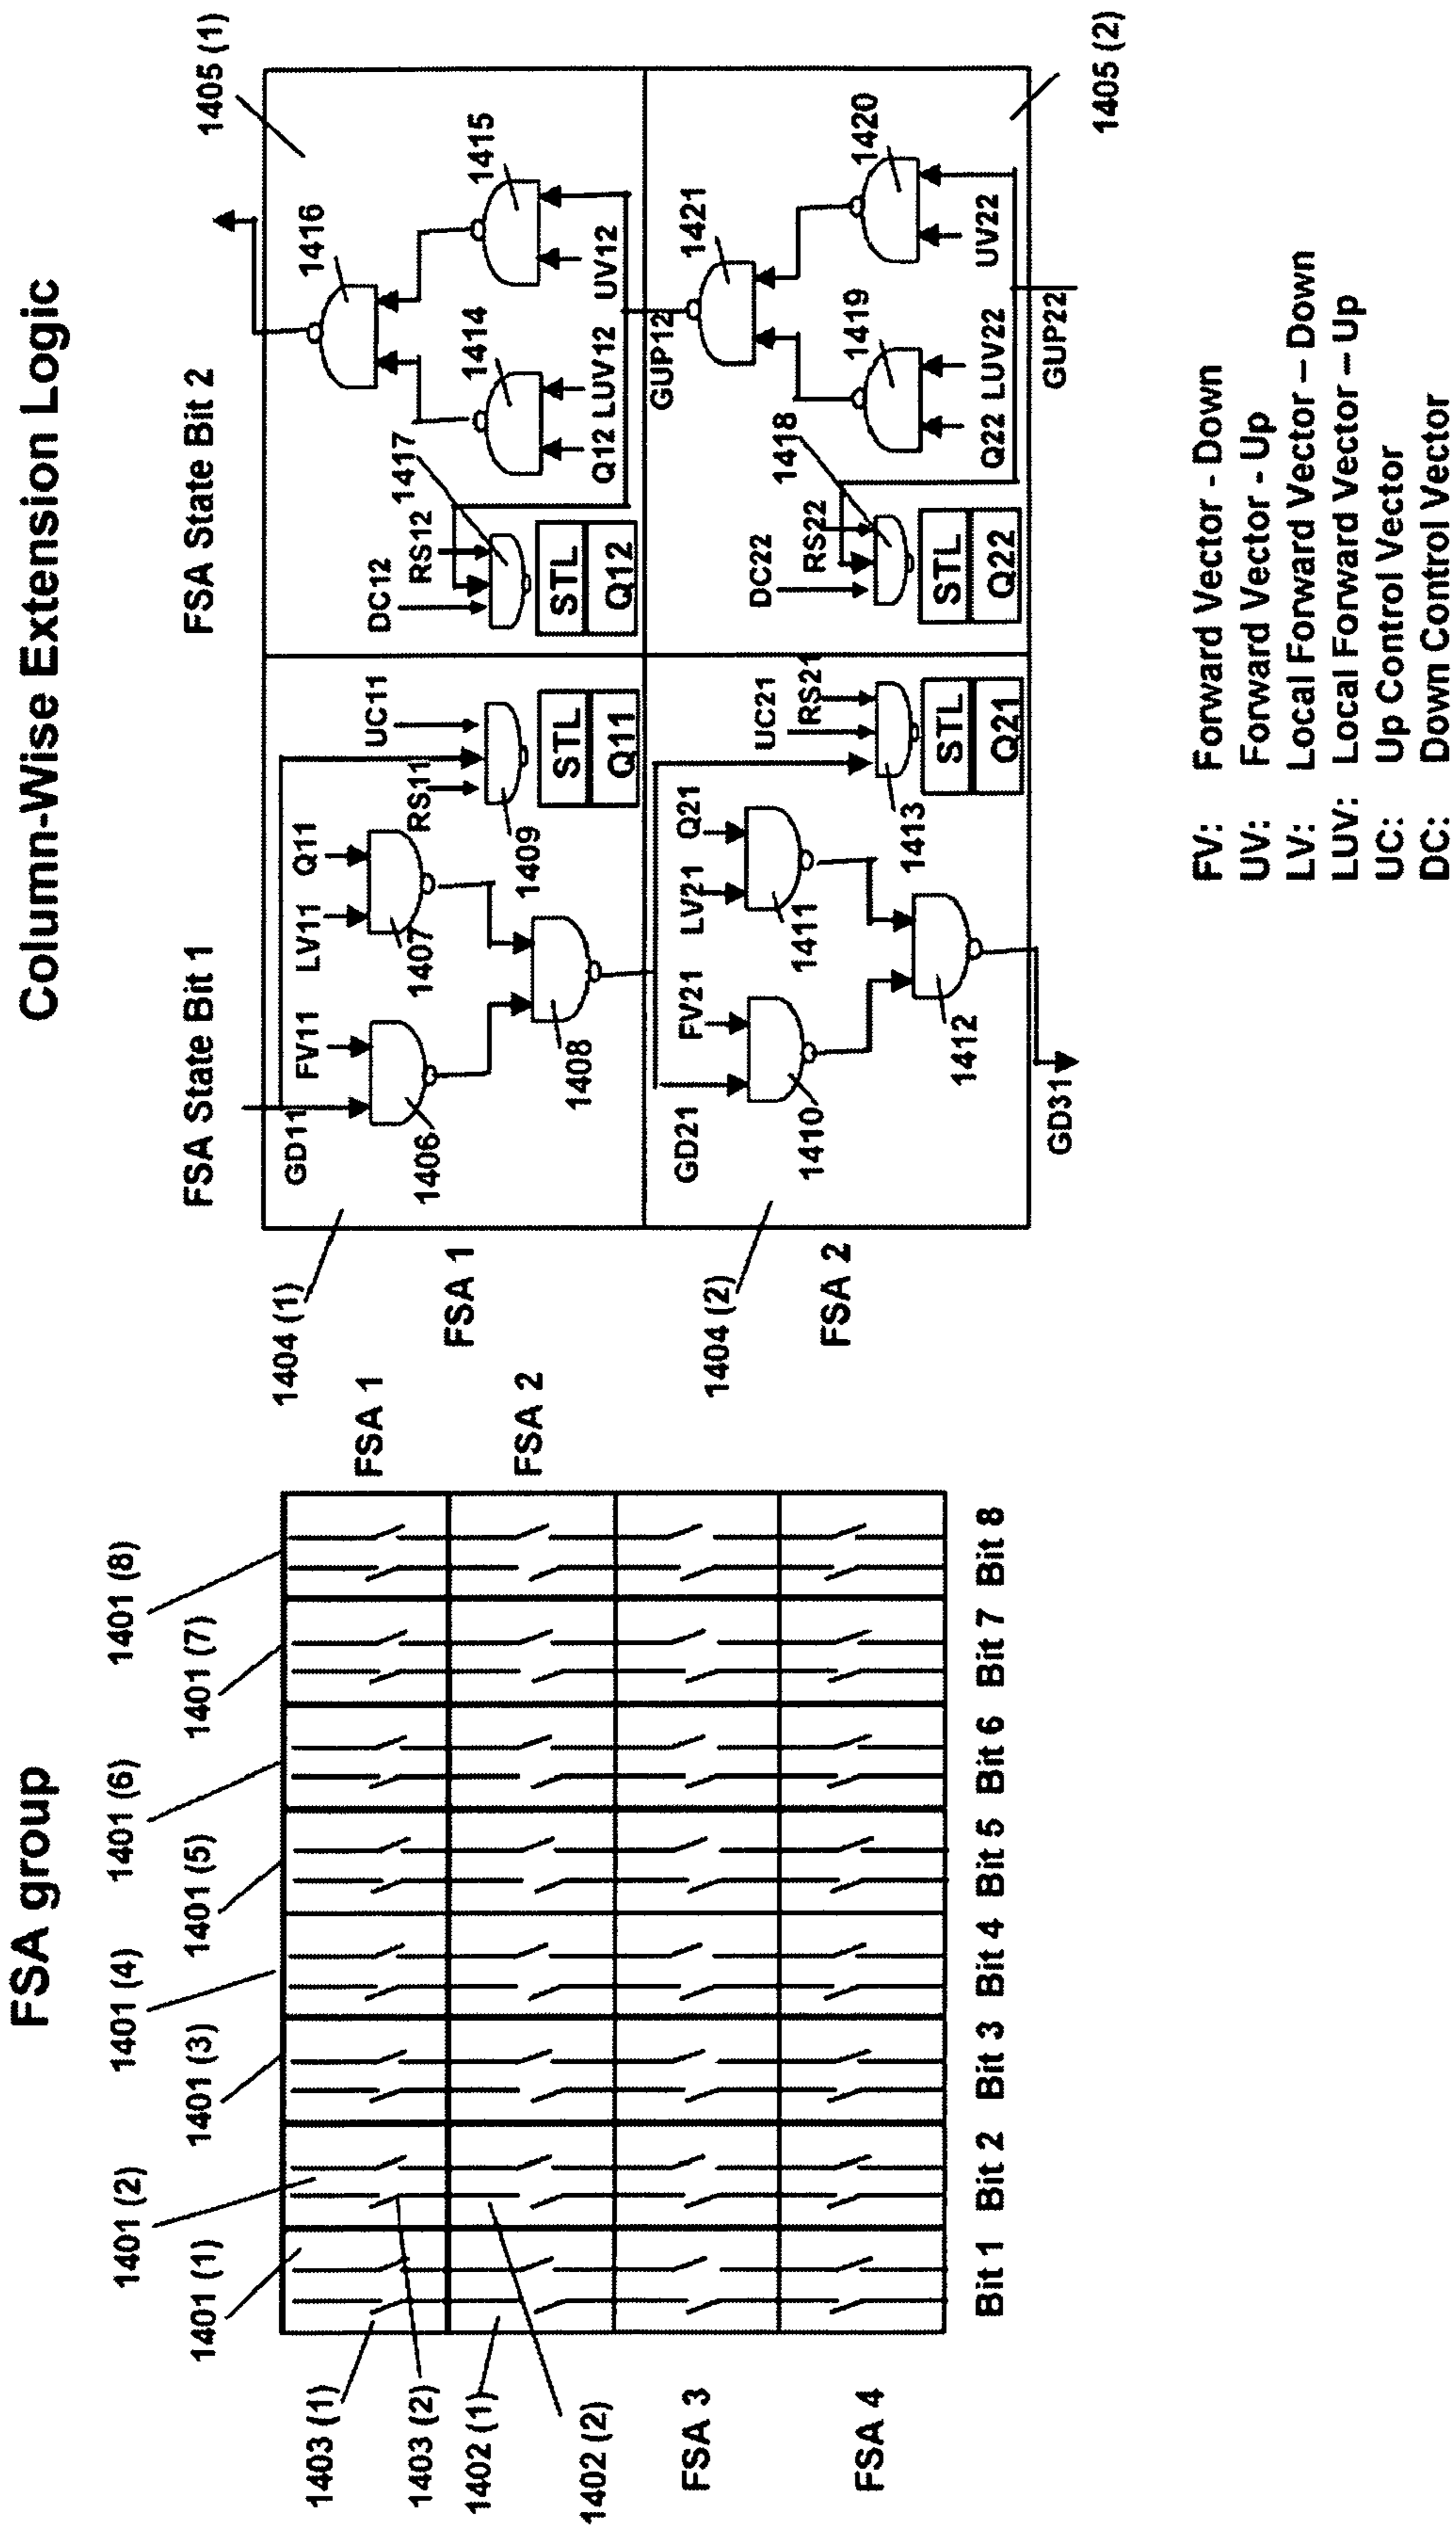 FSA group
1401 (2)
1401 (4)
1401 (6)
1401 (8)
1401 (1)
1401 (3)
1401 (5)
1401 (7)
1403 (1)
1403 (2)
1402 (1)
1402 (2)
FSA 1
FSA 2
FSA 3
FSA 4
Bit 1 Bit 2 Bit 3 Bit 4 Bit 5 Bit 6 Bit 7 Bit 8
Column-Wise Extension Logic
FSA State Bit 1
FSA State Bit 2
1405 (1)
1404 (1)
FSA 1
GD11
FV11
LV11
Q11
UC11
RS11
1406
1407
1408
1409
STL
Q11
DC12
RS12
1417
1416
1414
1415
Q12 LUV12
UV12
STL
Q12
GUP12
1404 (2)
FSA 2
GD21
FV21
LV21
Q21
UC21
RS21
1410
1411
1412
1413
STL
Q21
GD31
DC22
RS22
1418
1421
1419
1420
Q22 LUV22
UV22
STL
Q22
GUP22
1405 (2)
FV: Forward Vector - Down
UV: Forward Vector - Up
LV: Local Forward Vector – Down
LUV: Local Forward Vector – Up
UC: Up Control Vector
DC: Down Control Vector